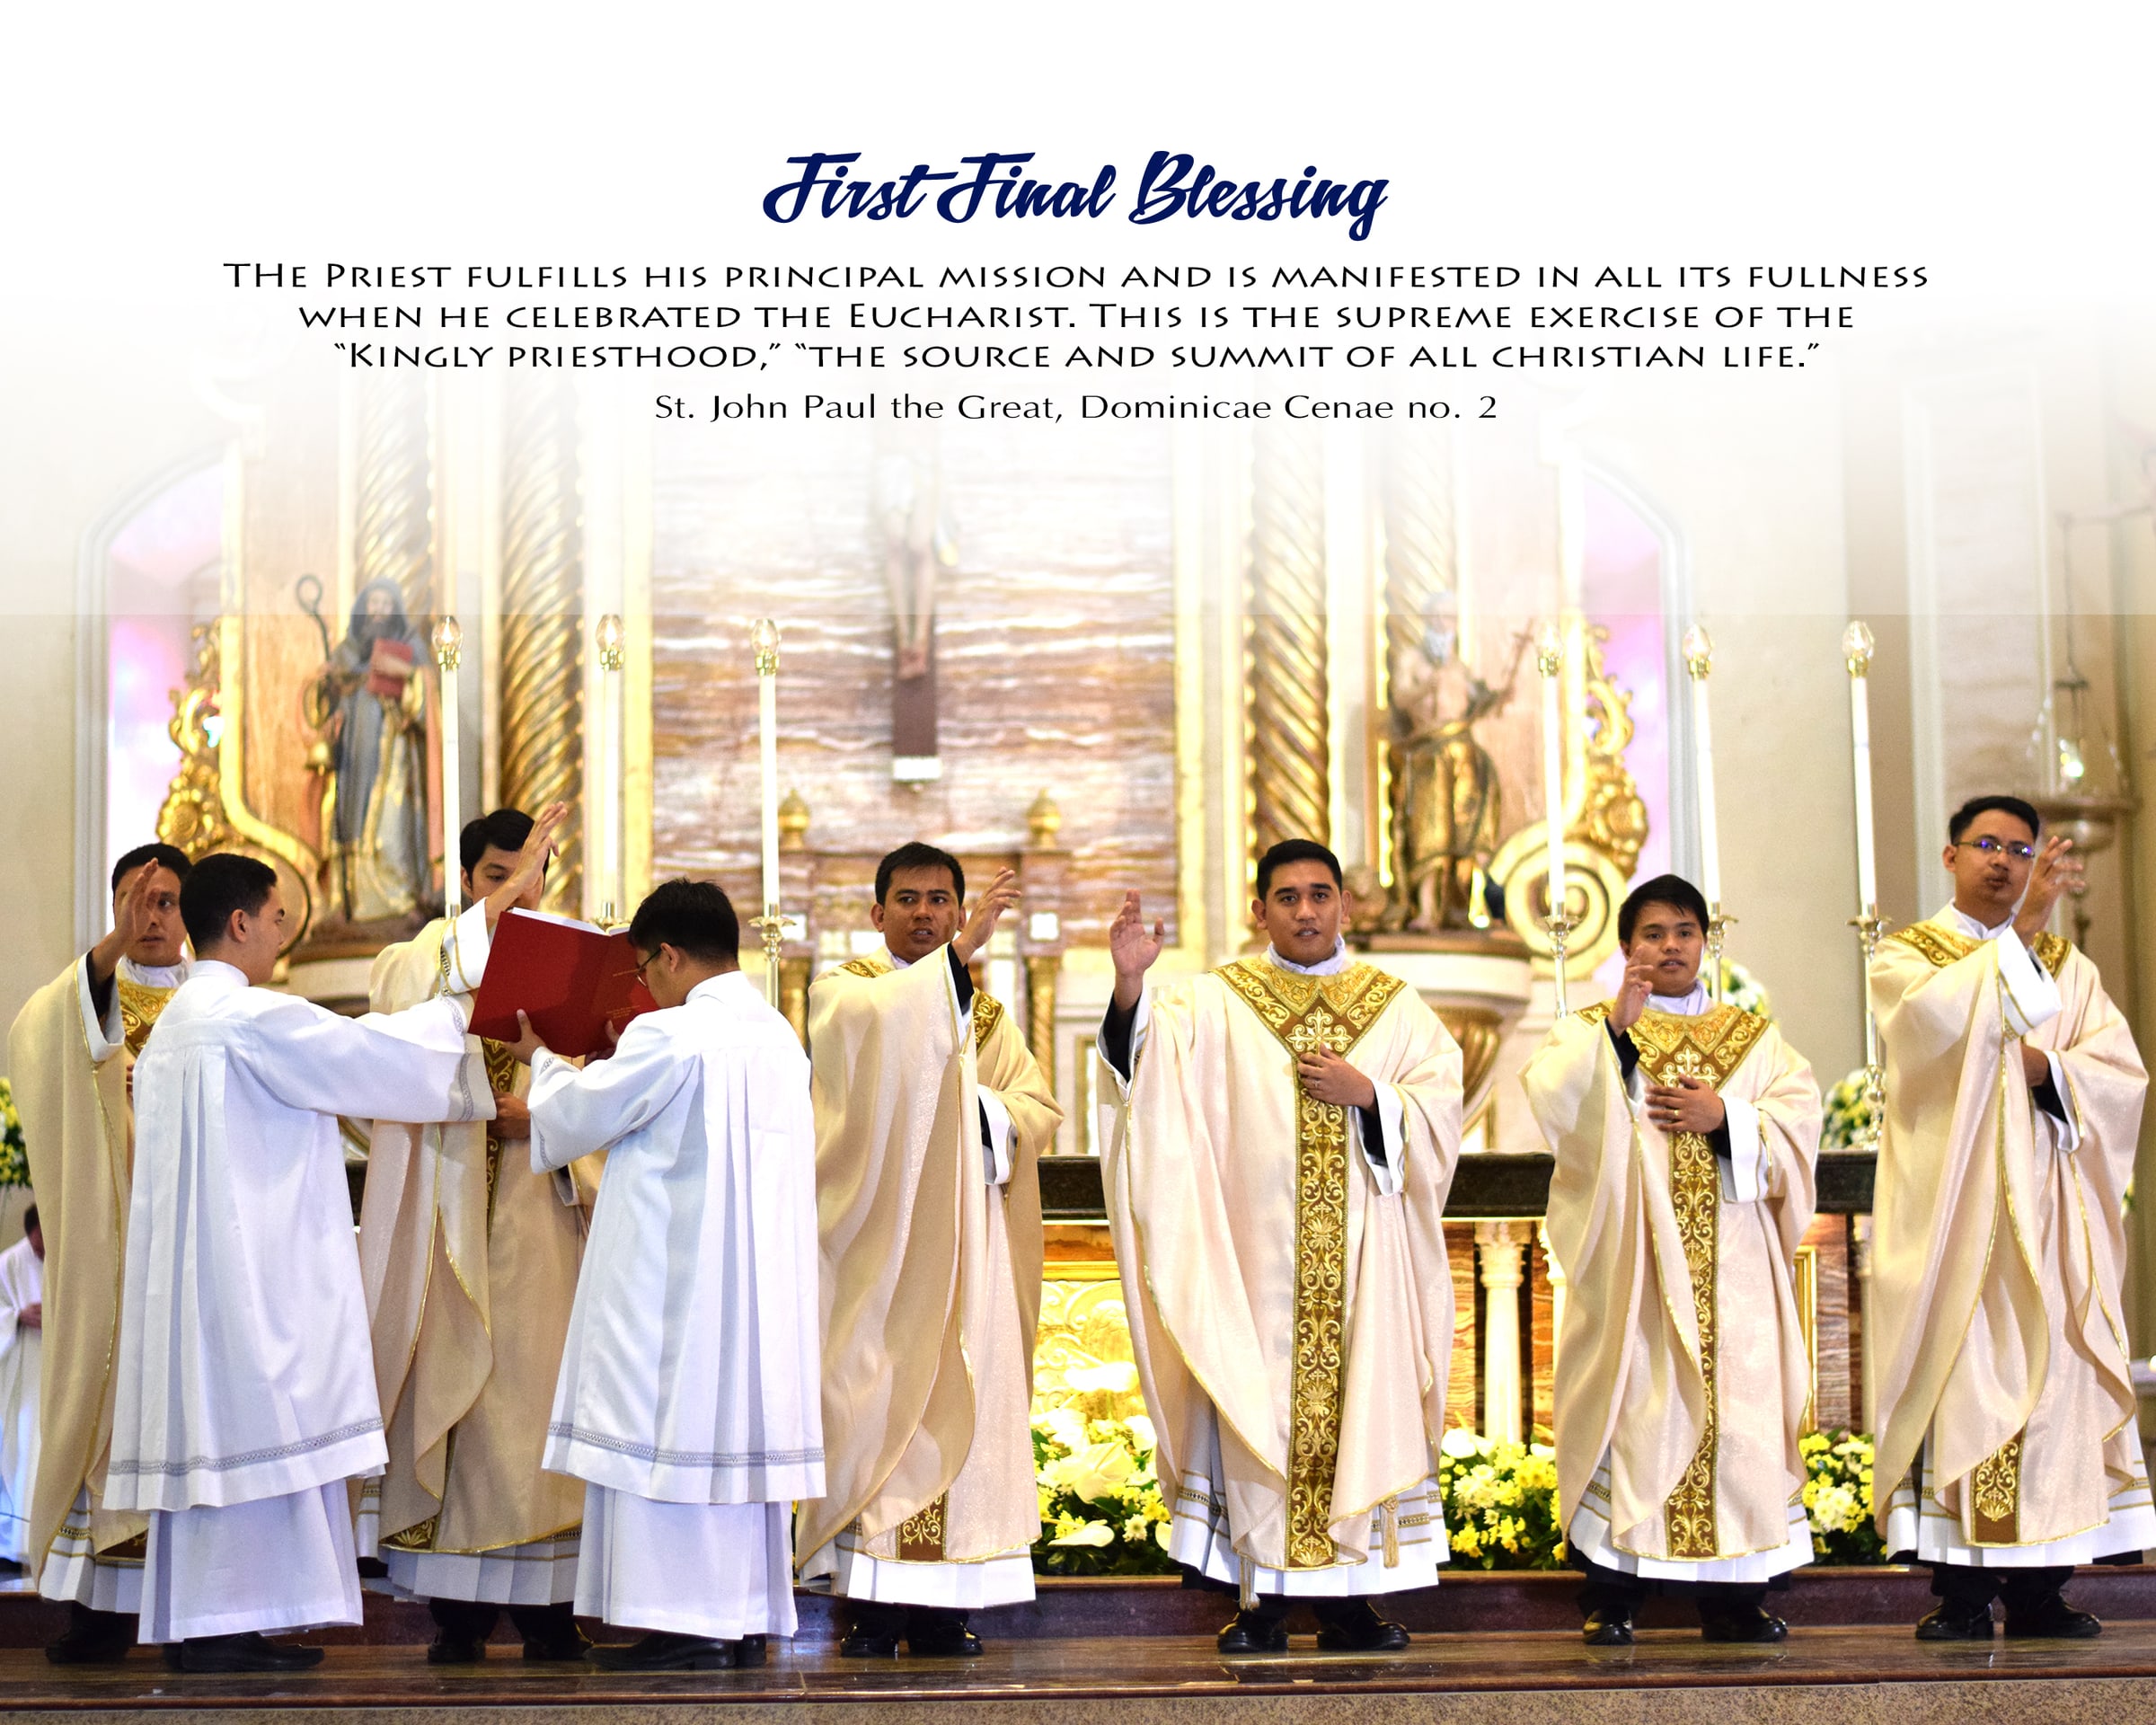 First Final Blessing
THe Priest fulfills his principal mission and is manifested in all its fullness
when he celebrated the Eucharist. This is the supreme exercise of the
“Kingly priesthood,” “the source and summit of all christian life.”
St. John Paul the Great, Dominicae Cenae no. 2